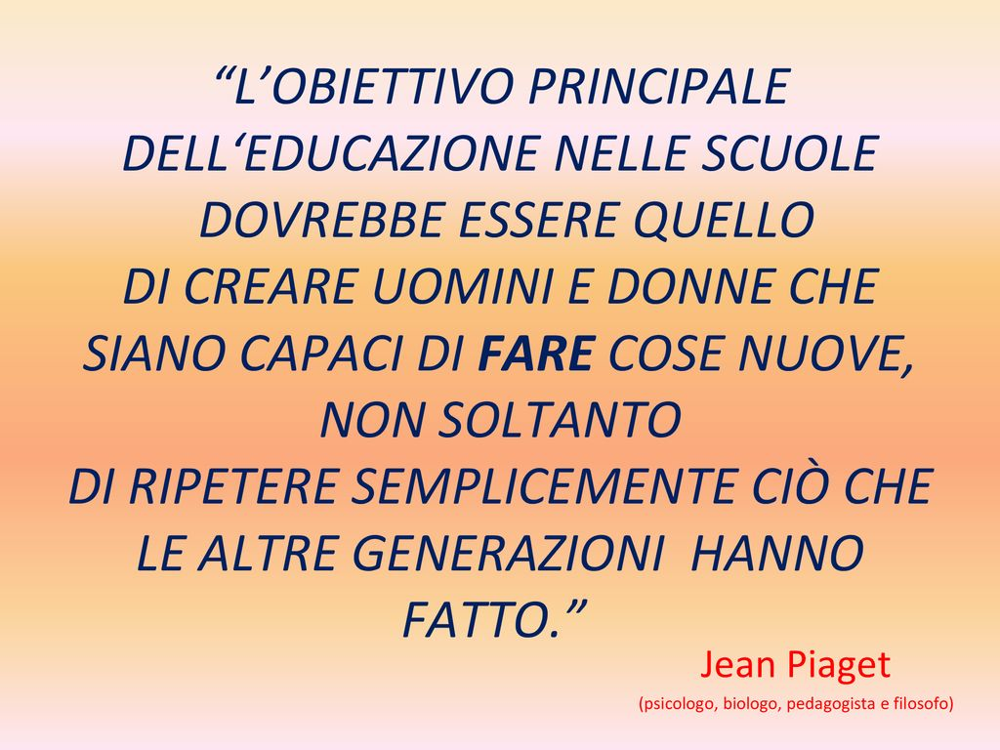 “L’OBIETTIVO PRINCIPALE
DELL‘EDUCAZIONE NELLE SCUOLE
DOVREBBE ESSERE QUELLO
DI CREARE UOMINI E DONNE CHE
SIANO CAPACI DI FARE COSE NUOVE,
NON SOLTANTO
DI RIPETERE SEMPLICEMENTE CIÒ CHE
LE ALTRE GENERAZIONI  HANNO
FATTO.”
Jean Piaget
(psicologo, biologo, pedagogista e filosofo)